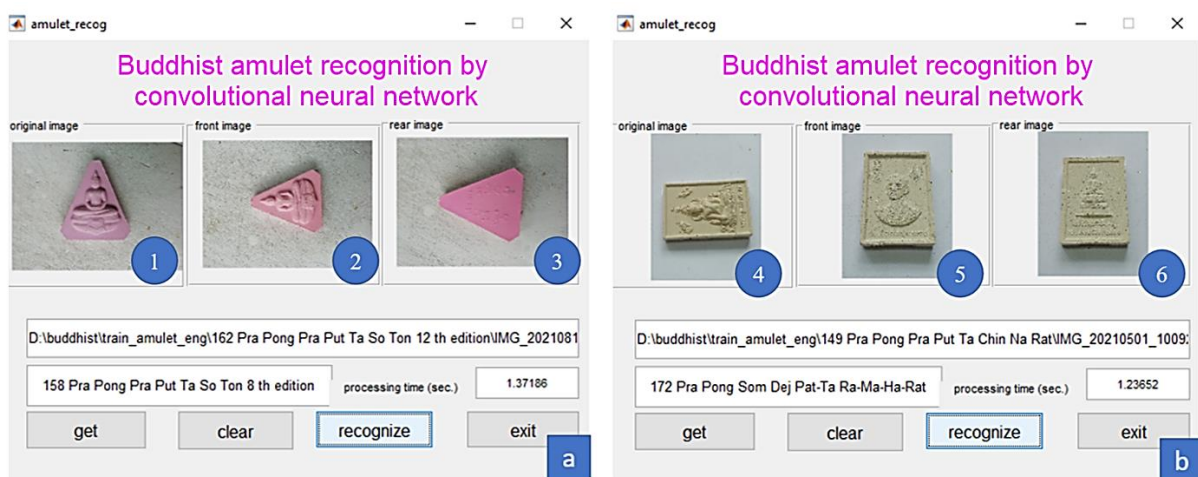 amulet_recog
Buddhist amulet recognition by
convolutional neural network
original image
front image
rear image
1
2
3
D:\buddhist\train_amulet_eng\162 Pra Pong Pra Put Ta So Ton 12 th edition\IMG_2021081
158 Pra Pong Pra Put Ta So Ton 8 th edition
processing time (sec.)
1.37186
get
clear
recognize
exit
a
amulet_recog
Buddhist amulet recognition by
convolutional neural network
original image
front image
rear image
4
5
6
D:\buddhist\train_amulet_eng\149 Pra Pong Pra Put Ta Chin Na Rat\IMG_20210501_1009
172 Pra Pong Som Dej Pat-Ta Ra-Ma-Ha-Rat
processing time (sec.)
1.23652
get
clear
recognize
exit
b